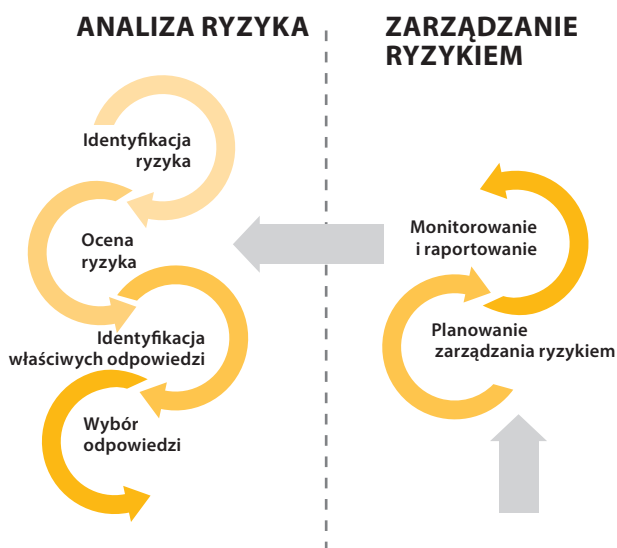 ANALIZA RYZYKA
Identyfikacja
ryzyka
Ocena
ryzyka
Identyfikacja
właściwych odpowiedzi
Wybór
odpowiedzi
ZARZĄDZANIE
RYZYKIEM
Monitorowanie
i raportowanie
Planowanie
zarządzania ryzykiem